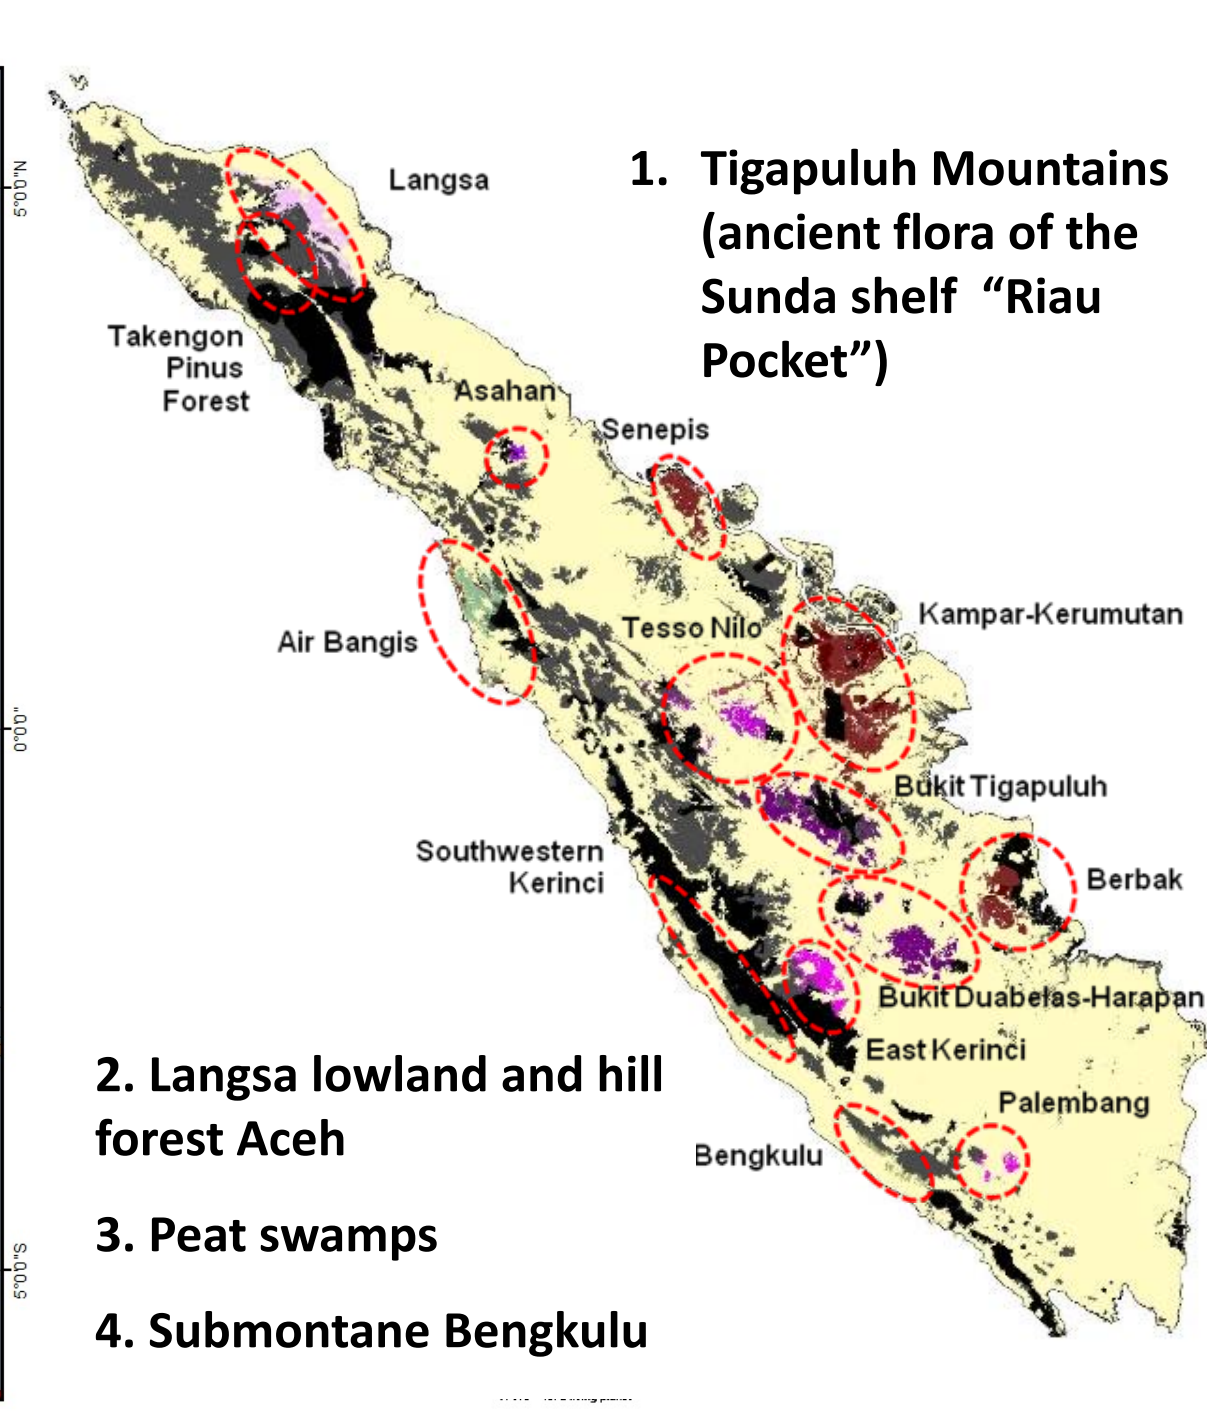 5°0'0"N
Langsa
1. Tigapuluh Mountains
(ancient flora of the
Sunda shelf “Riau
Pocket”)
Takengon
Pinus
Forest
Asahan
Senepis
Kampar-Kerumutan
Tesso Nilo
Air Bangis
0°0'0"
Bukit Tigapuluh
Southwestern
Kerinci
Berbak
Bukit Duabelas-Harapan
East Kerinci
2. Langsa lowland and hill
forest Aceh
Palembang
Bengkulu
3. Peat swamps
5°0'0"S
4. Submontane Bengkulu